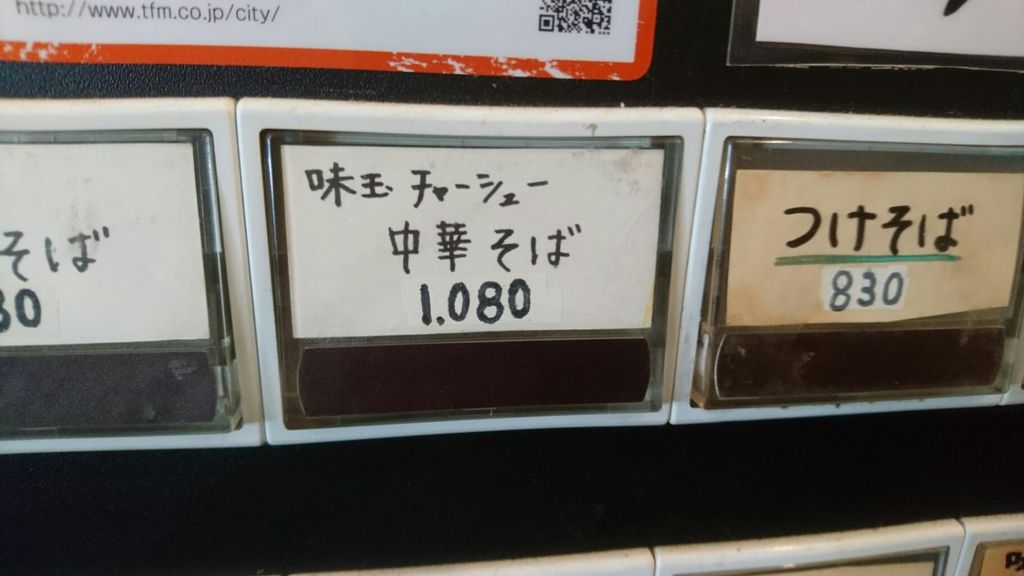 http://www.tfm.co.jp/city/
そば
30
味玉 チャーシュー
中華そば
1.080
つけそば
830